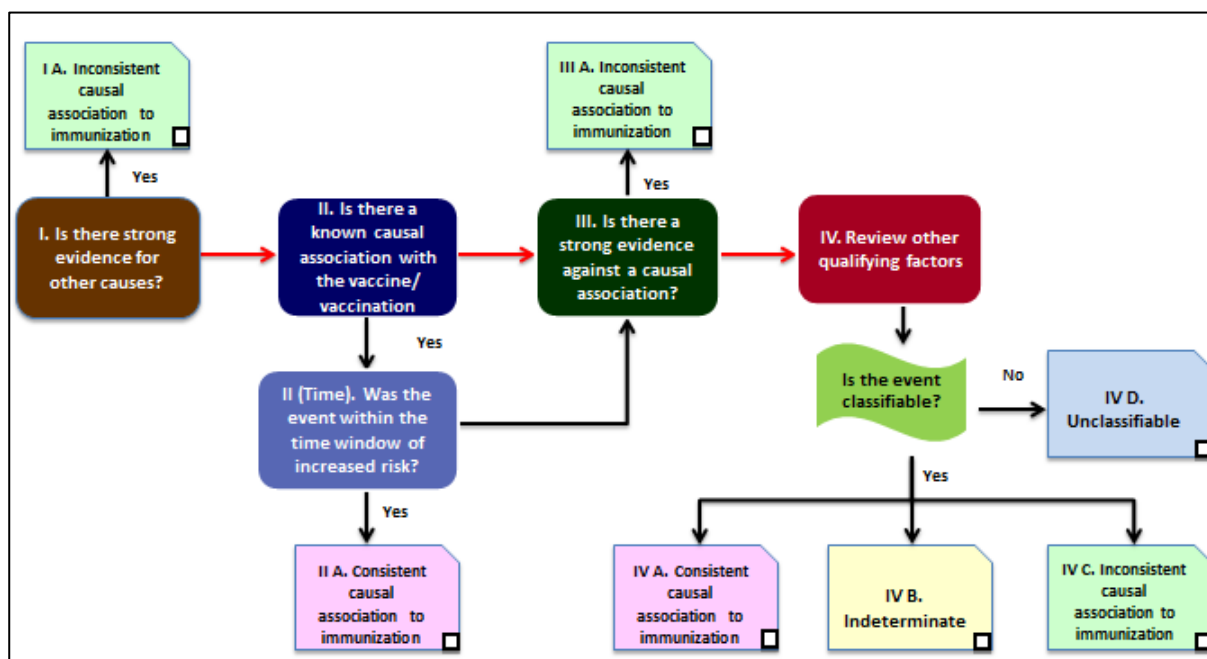 I A. Inconsistent
causal
association to
immunization
III A. Inconsistent
causal
association to
immunization
Yes
Yes
I. Is there strong
evidence for
other causes?
II. Is there a
known causal
association with
the vaccine/
vaccination
III. Is there a
strong evidence
against a causal
association?
IV. Review other
qualifying factors
Yes
II (Time). Was the
event within the
time window of
increased risk?
Is the event
classifiable?
No
IV D.
Unclassifiable
Yes
Yes
II A. Consistent
causal
association to
immunization
IV A. Consistent
causal
association to
immunization
IV B.
Indeterminate
IV C. Inconsistent
causal
association to
immunization